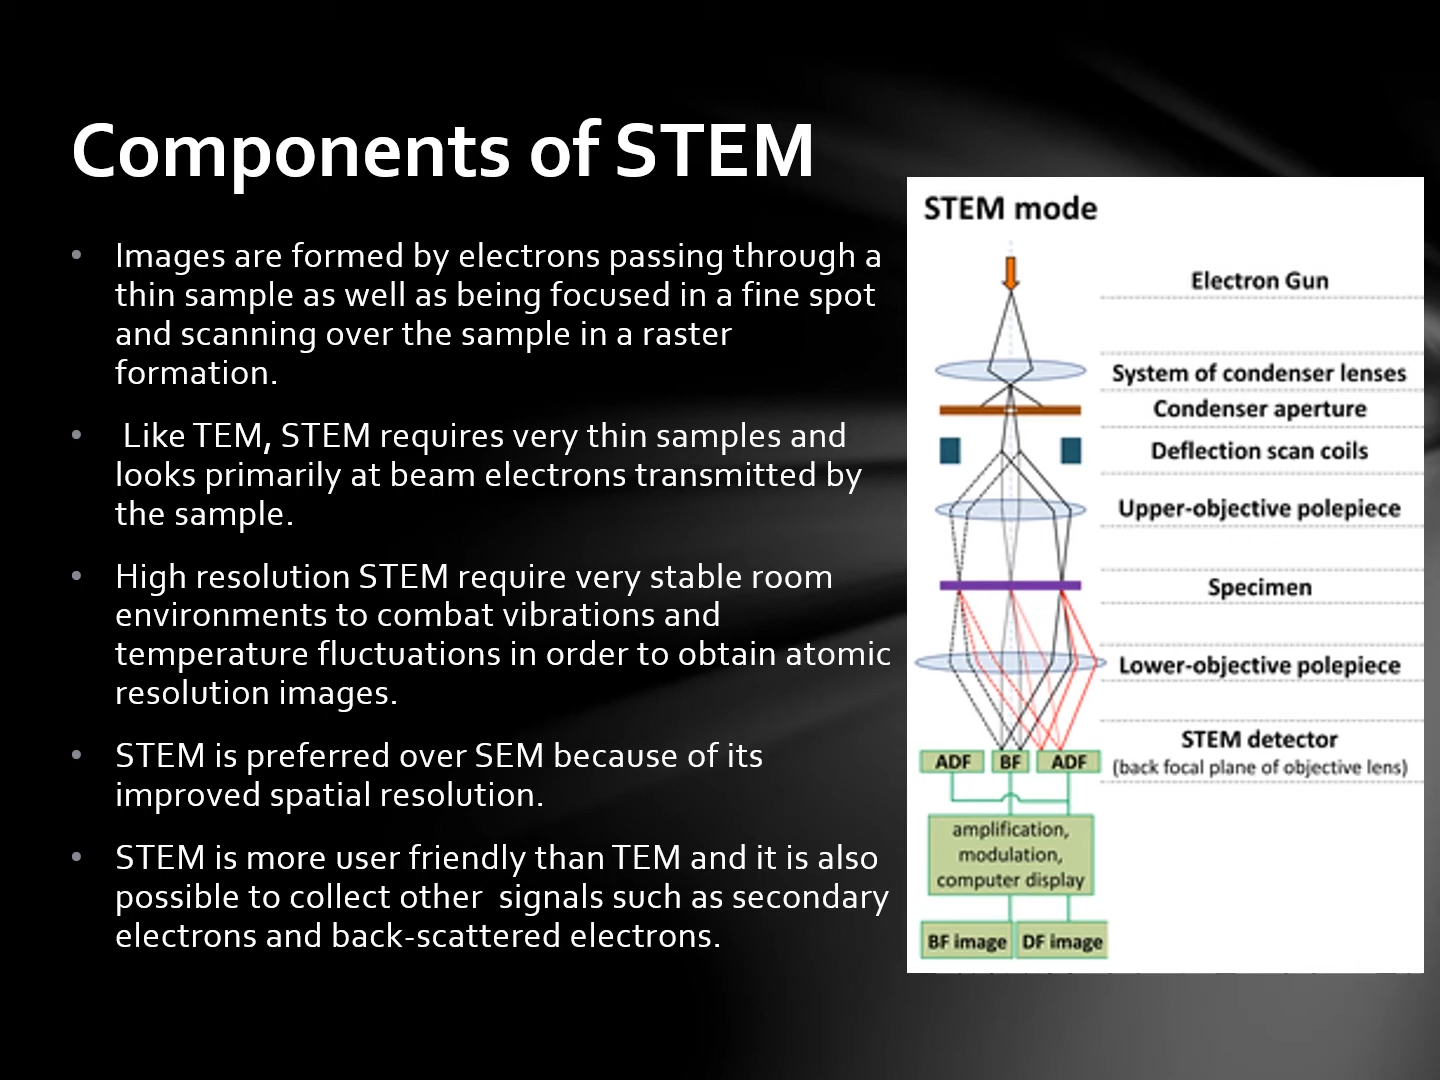 Components of STEM
• Images are formed by electrons passing through a
thin sample as well as being focused in a fine spot
and scanning over the sample in a raster
formation.
• Like TEM, STEM requires very thin samples and
looks primarily at beam electrons transmitted by
the sample.
• High resolution STEM require very stable room
environments to combat vibrations and
temperature fluctuations in order to obtain atomic
resolution images.
• STEM is preferred over SEM because of its
improved spatial resolution.
• STEM is more user friendly than TEM and it is also
possible to collect other  signals such as secondary
electrons and back-scattered electrons.
STEM mode
Electron Gun
System of condenser lenses
Condenser aperture
Deflection scan coils
Upper-objective polepiece
Specimen
Lower-objective polepiece
STEM detector
(back focal plane of objective lens)
ADF BF ADF
amplification,
modulation,
computer display
BF image DF image